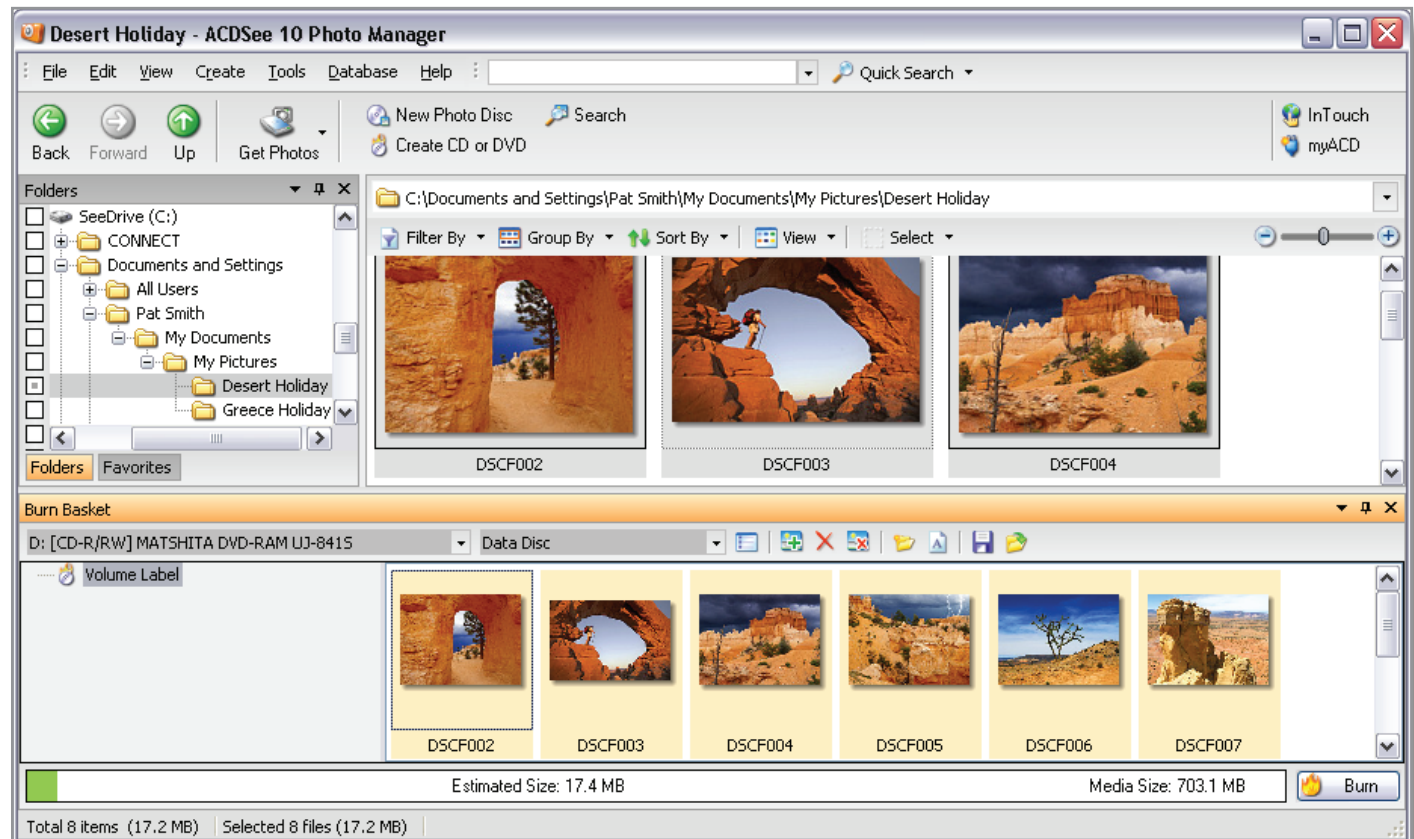 Desert Holiday - ACDSee 10 Photo Manager
File Edit View Create Tools Database Help Quick Search
Back Forward Up Get Photos
New Photo Disc Search
Create CD or DVD
InTouch
myACD
Folders
SeeDrive (C:)
CONNECT
Documents and Settings
All Users
Pat Smith
My Documents
My Pictures
Desert Holiday
Greece Holiday
Folders Favorites
C:\Documents and Settings\Pat Smith\My Documents\My Pictures\Desert Holiday
Filter By Group By Sort By View Select
DSCF002 DSCF003 DSCF004
Burn Basket
D: [CD-R/RW] MATSHITA DVD-RAM UJ-841S Data Disc
Volume Label
DSCF002 DSCF003 DSCF004 DSCF005 DSCF006 DSCF007
Estimated Size: 17.4 MB Media Size: 703.1 MB Burn
Total 8 items (17.2 MB) Selected 8 files (17.2 MB)